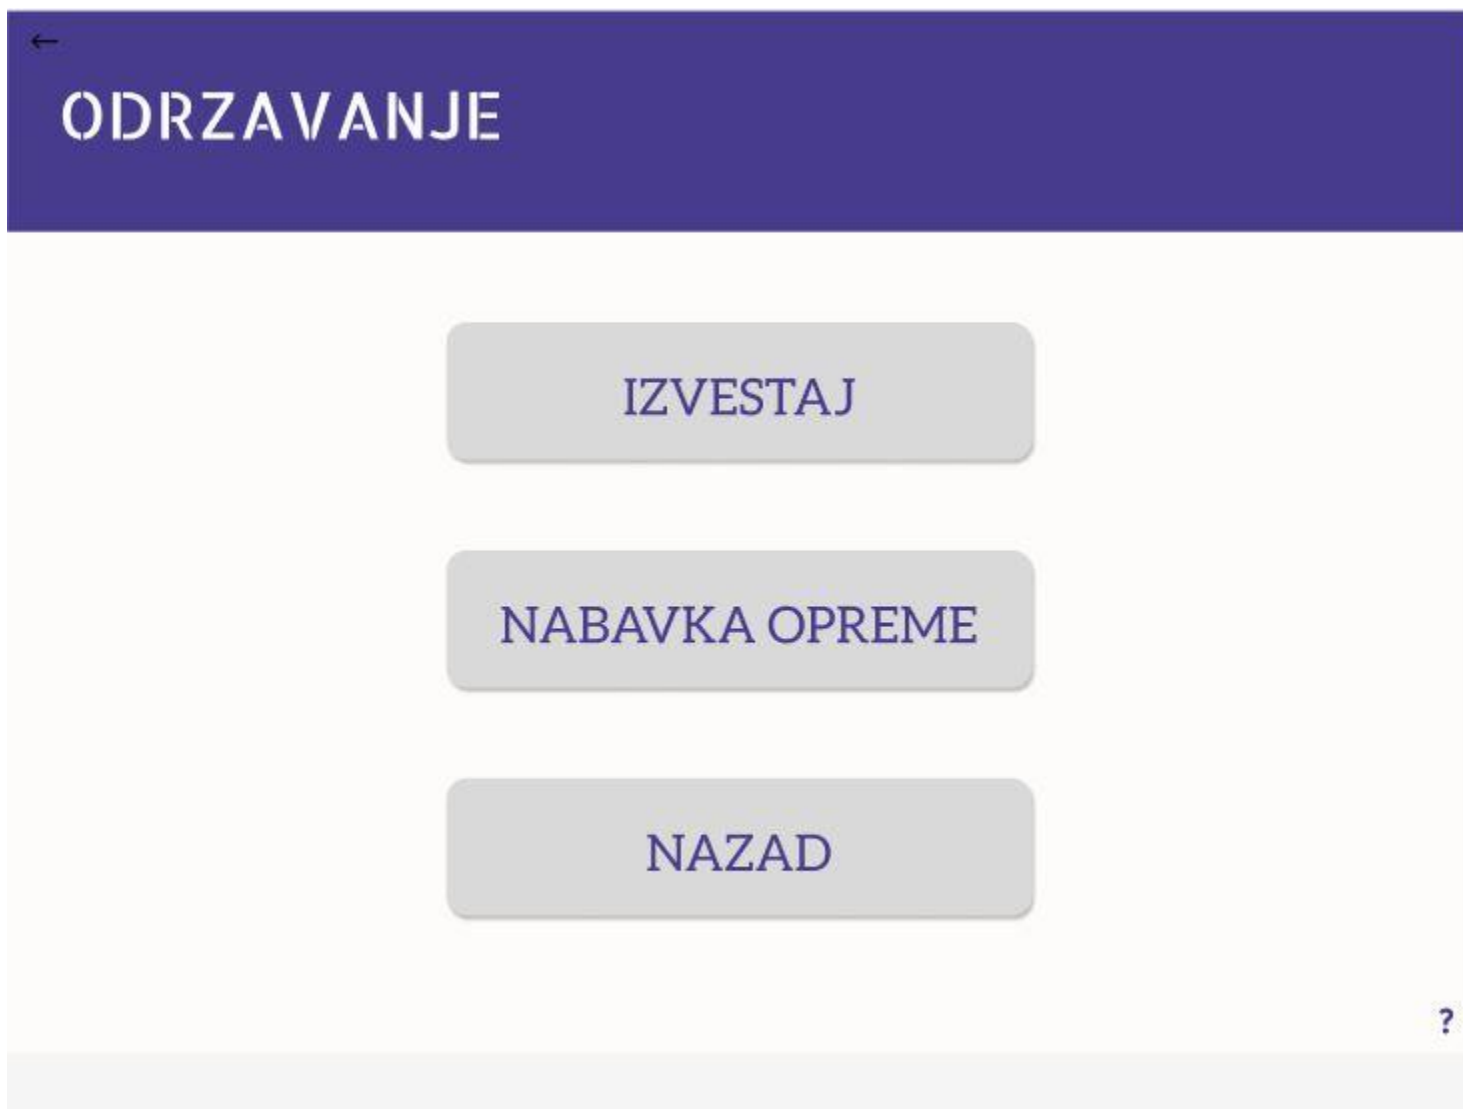 ←
ODRZAVANJE
IZVESTAJ
NABAVKA OPREME
NAZAD
?